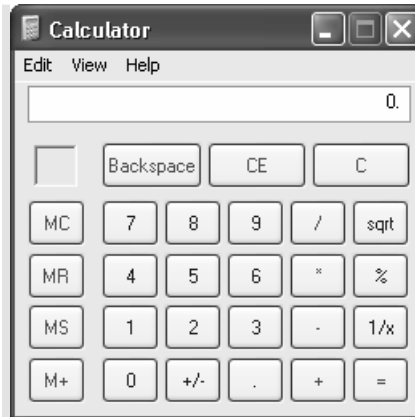 Calculator
Edit View Help
0.
Backspace CE C
MC 7 8 9 / sqrt
MR 4 5 6 * %
MS 1 2 3 - 1/x
M+ 0 +/- . + =